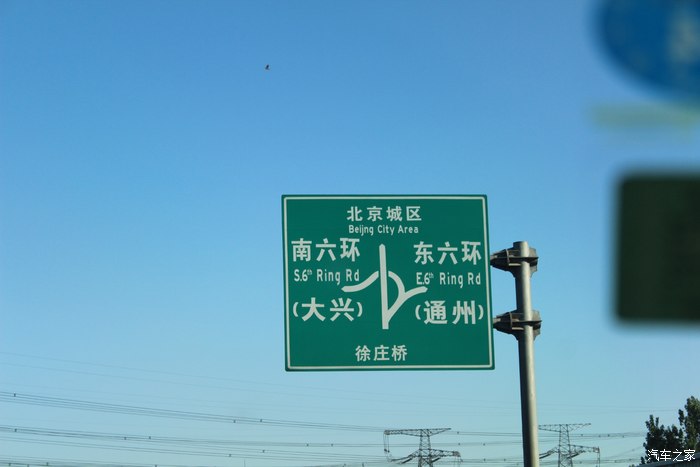 北京城区
Beijng City Area
南六环
东六环
S.6th Ring Rd
E.6th Ring Rd
(大兴)
(通州)
徐庄桥
汽车之家